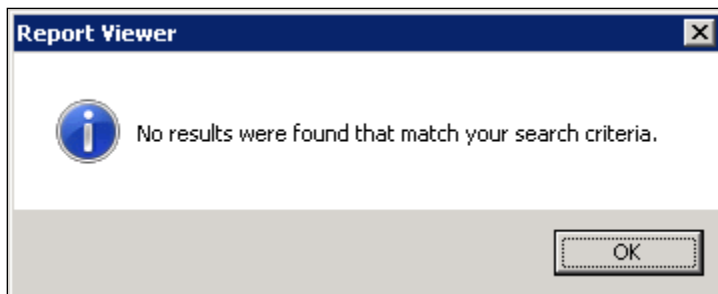 Report Viewer
No results were found that match your search criteria.
OK